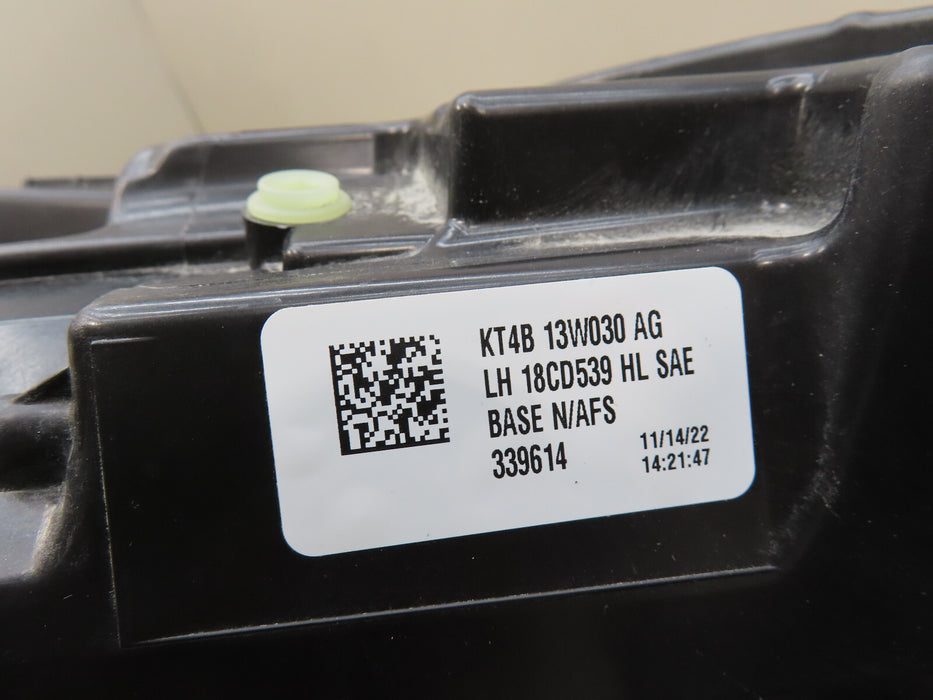 KT4B 13W030 AG
LH 18CD539 HL SAE
BASE N/AFS
339614
11/14/22
14:21:47